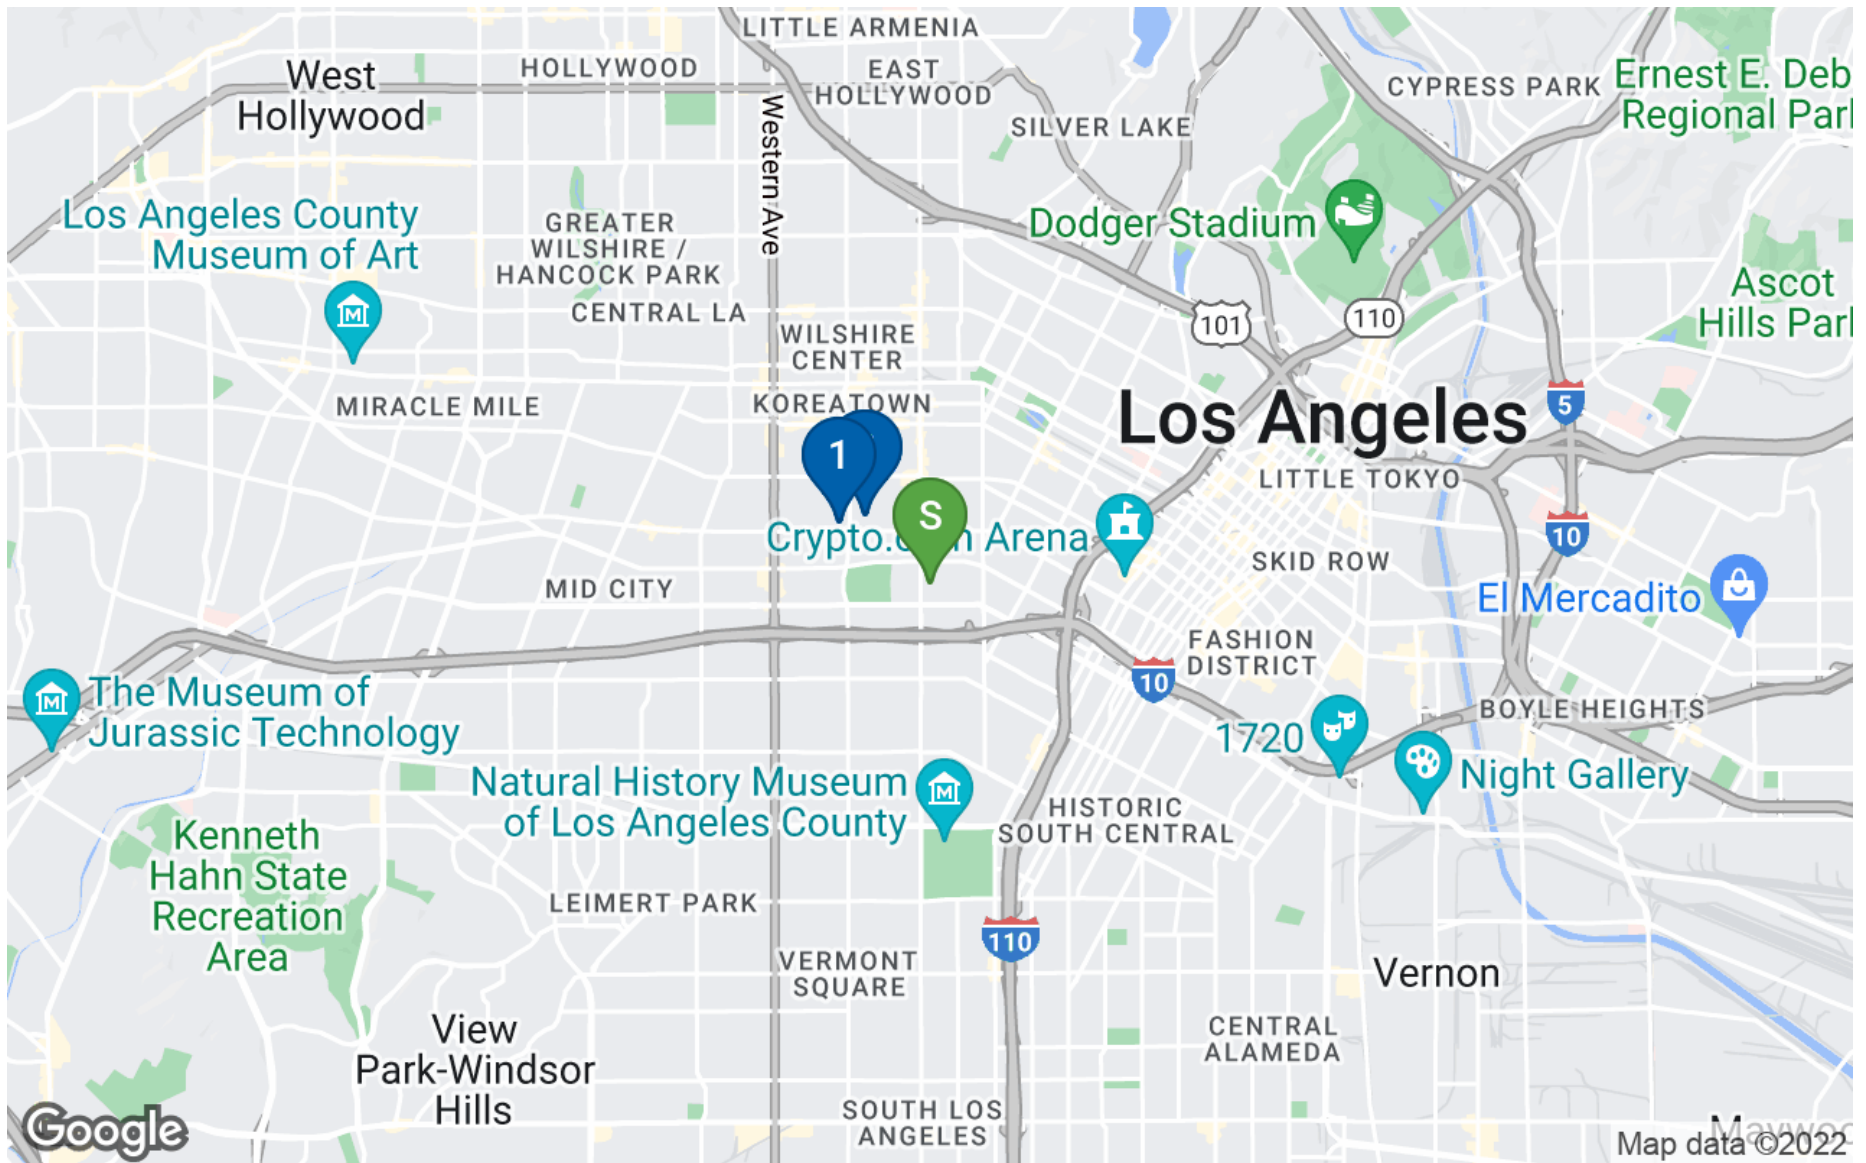 LITTLE ARMENIA
West
Hollywood
HOLLYWOOD
EAST
HOLLYWOOD
CYPRESS PARK
Ernest E. Deb
Regional Park
SILVER LAKE
Western Ave
Los Angeles County
Museum of Art
GREATER
WILSHIRE /
HANCOCK PARK
CENTRAL LA
Dodger Stadium
Ascot
Hills Park
101
110
WILSHIRE
CENTER
MIRACLE MILE
KOREATOWN
Los Angeles
5
1
LITTLE TOKYO
S
Crypto.com Arena
10
SKID ROW
MID CITY
El Mercadito
FASHION
DISTRICT
10
The Museum of
Jurassic Technology
BOYLE HEIGHTS
1720
Night Gallery
Natural History Museum
of Los Angeles County
HISTORIC
SOUTH CENTRAL
Kenneth
Hahn State
Recreation
Area
LEIMERT PARK
110
VERMONT
SQUARE
Vernon
View
Park-Windsor
Hills
CENTRAL
ALAMEDA
SOUTH LOS
ANGELES
Google
Map data ©2022